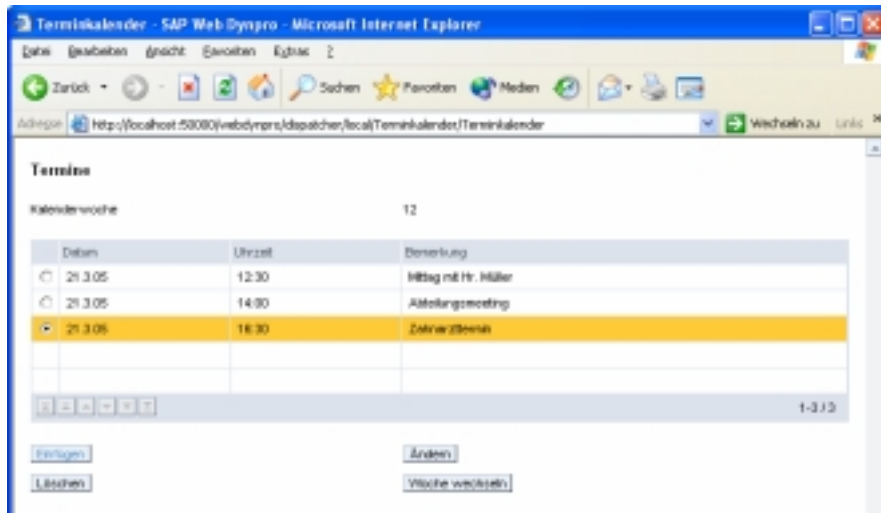 Terminkalender - SAP Web Dynpro - Microsoft Internet Explorer
Datei Bearbeiten Ansicht Favoriten Extras ?
Zurück Suchen Favoriten Medien
Adresse http://localhost:50000/webdynpro/dispatcher/local/Terminkalender/Terminkalender Wechseln zu Links »
Termine
Kalenderwoche 12
Datum Uhrzeit Bemerkung
21.3.05 12:30 Mittag mit Hr. Müller
21.3.05 14:00 Abteilungsmeeting
21.3.05 16:30 Zahnarzttermin
1-3 / 3
Einfügen Ändern
Löschen Woche wechseln